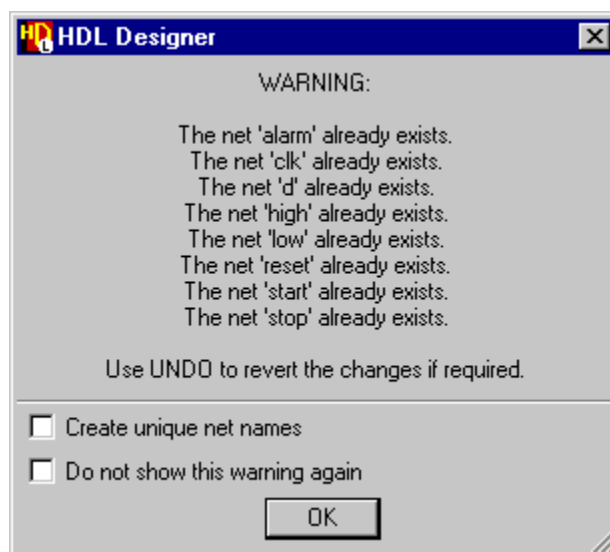 HDL Designer
WARNING:
The net 'alarm' already exists.
The net 'clk' already exists.
The net 'd' already exists.
The net 'high' already exists.
The net 'low' already exists.
The net 'reset' already exists.
The net 'start' already exists.
The net 'stop' already exists.
Use UNDO to revert the changes if required.
Create unique net names
Do not show this warning again
OK